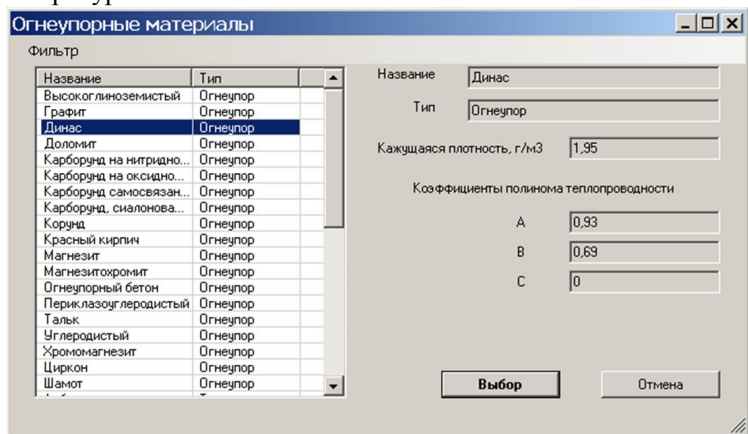 Огнеупорные материалы
Фильтр
Название Тип
Высокоглиноземистый Огнеупор
Графит Огнеупор
Динас Огнеупор
Доломит Огнеупор
Карборунд на нитридно... Огнеупор
Карборунд на оксидно... Огнеупор
Карборунд самосвязан... Огнеупор
Карборунд, сиалонова... Огнеупор
Корунд Огнеупор
Красный кирпич Огнеупор
Магнезит Огнеупор
Магнезитохромит Огнеупор
Огнеупорный бетон Огнеупор
Периклазоуглеродистый Огнеупор
Тальк Огнеупор
Углеродистый Огнеупор
Хромомагнезит Огнеупор
Циркон Огнеупор
Шамот Огнеупор
Название Динас
Тип Огнеупор
Кажущаяся плотность, г/м3 1,95
Коэффициенты полинома теплопроводности
A 0,93
B 0,69
C 0
Выбор Отмена